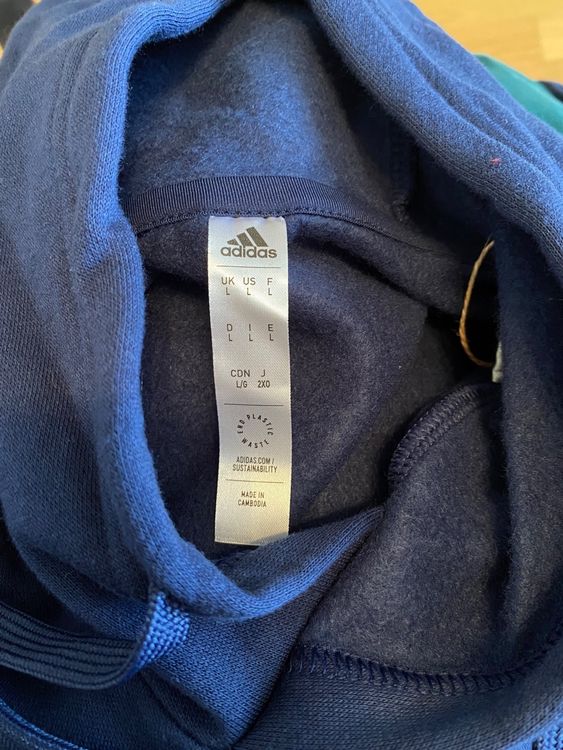 adidas
UK US F
L L L
D I E
L L L
CDN J
L/G 2XO
END PLASTIC WASTE
ADIDAS.COM/
SUSTAINABILITY
MADE IN
CAMBODIA